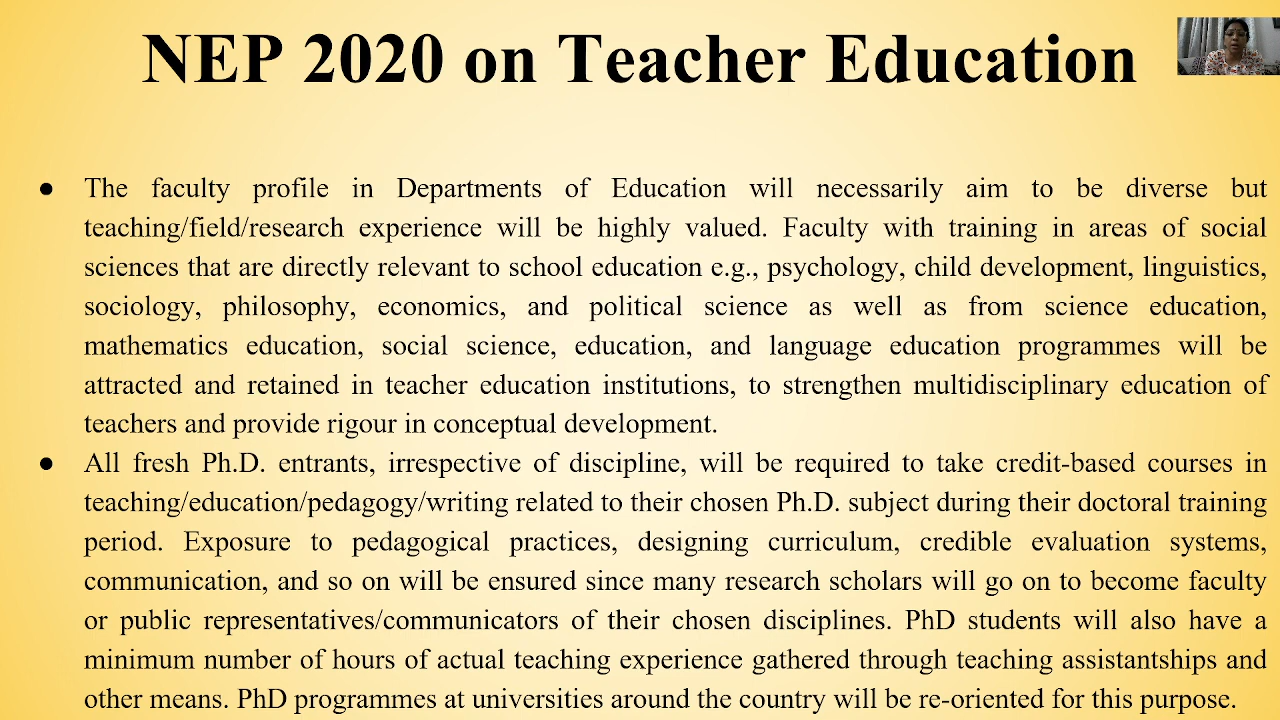 NEP 2020 on Teacher Education
● The faculty profile in Departments of Education will necessarily aim to be diverse but
teaching/field/research experience will be highly valued. Faculty with training in areas of social
sciences that are directly relevant to school education e.g., psychology, child development, linguistics,
sociology, philosophy, economics, and political science as well as from science education,
mathematics education, social science, education, and language education programmes will be
attracted and retained in teacher education institutions, to strengthen multidisciplinary education of
teachers and provide rigour in conceptual development.
● All fresh Ph.D. entrants, irrespective of discipline, will be required to take credit-based courses in
teaching/education/pedagogy/writing related to their chosen Ph.D. subject during their doctoral training
period. Exposure to pedagogical practices, designing curriculum, credible evaluation systems,
communication, and so on will be ensured since many research scholars will go on to become faculty
or public representatives/communicators of their chosen disciplines. PhD students will also have a
minimum number of hours of actual teaching experience gathered through teaching assistantships and
other means. PhD programmes at universities around the country will be re-oriented for this purpose.